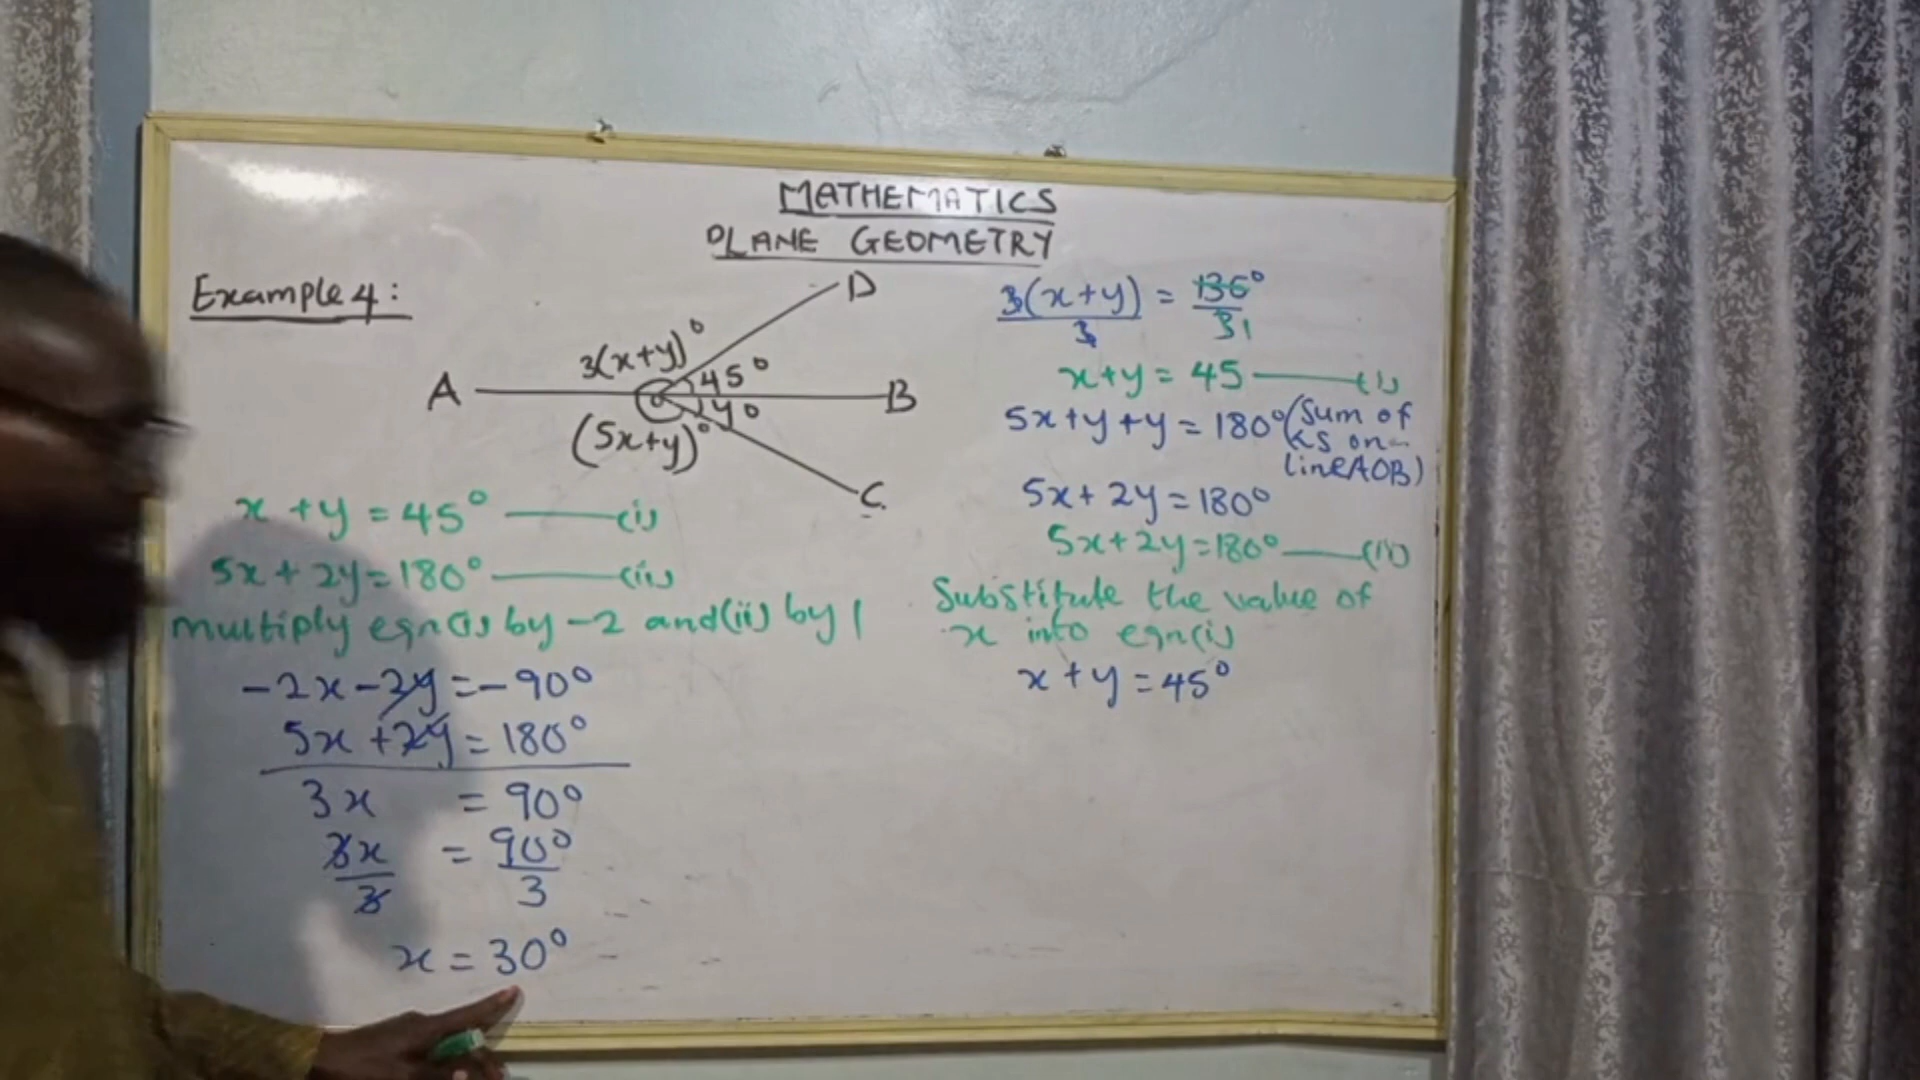 MATHEMATICS
PLANE GEOMETRY
Example 4:
D
3(x+y)°
45°
A
B
O
y°
(5x+y)°
C
x + y = 45° ——(i)
5x + 2y = 180° ——(ii)
multiply eqn(i) by -2 and (ii) by 1
-2x - 2y = -90°
5x + 2y = 180°
3x = 90°
3x = 90°
3 3
x = 30°
3(x+y) = 135°
3 31
x+y = 45 ——(i)
5x+y+y = 180° (Sum of
∠s on
line AOB)
5x + 2y = 180°
5x+2y=180° ——(ii)
Substitute the value of
x into eqn(i)
x + y = 45°